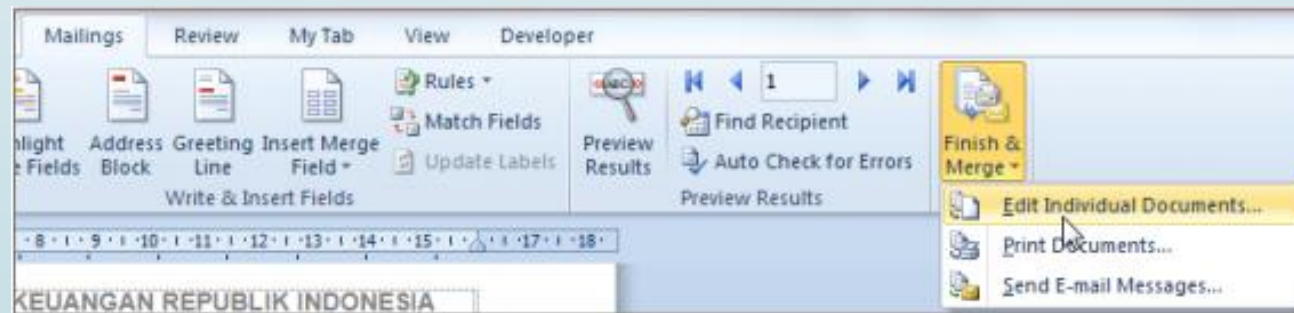 Mailings Review My Tab View Developer
Rules
Match Fields
Update Labels
hlight Address Greeting Insert Merge
e Fields Block Line Field
Write & Insert Fields
Preview
Results
1
Find Recipient
Auto Check for Errors
Preview Results
Finish &
Merge
Edit Individual Documents...
Print Documents...
Send E-mail Messages...
8 9 10 11 12 13 14 15 17 18
KEUANGAN REPUBLIK INDONESIA